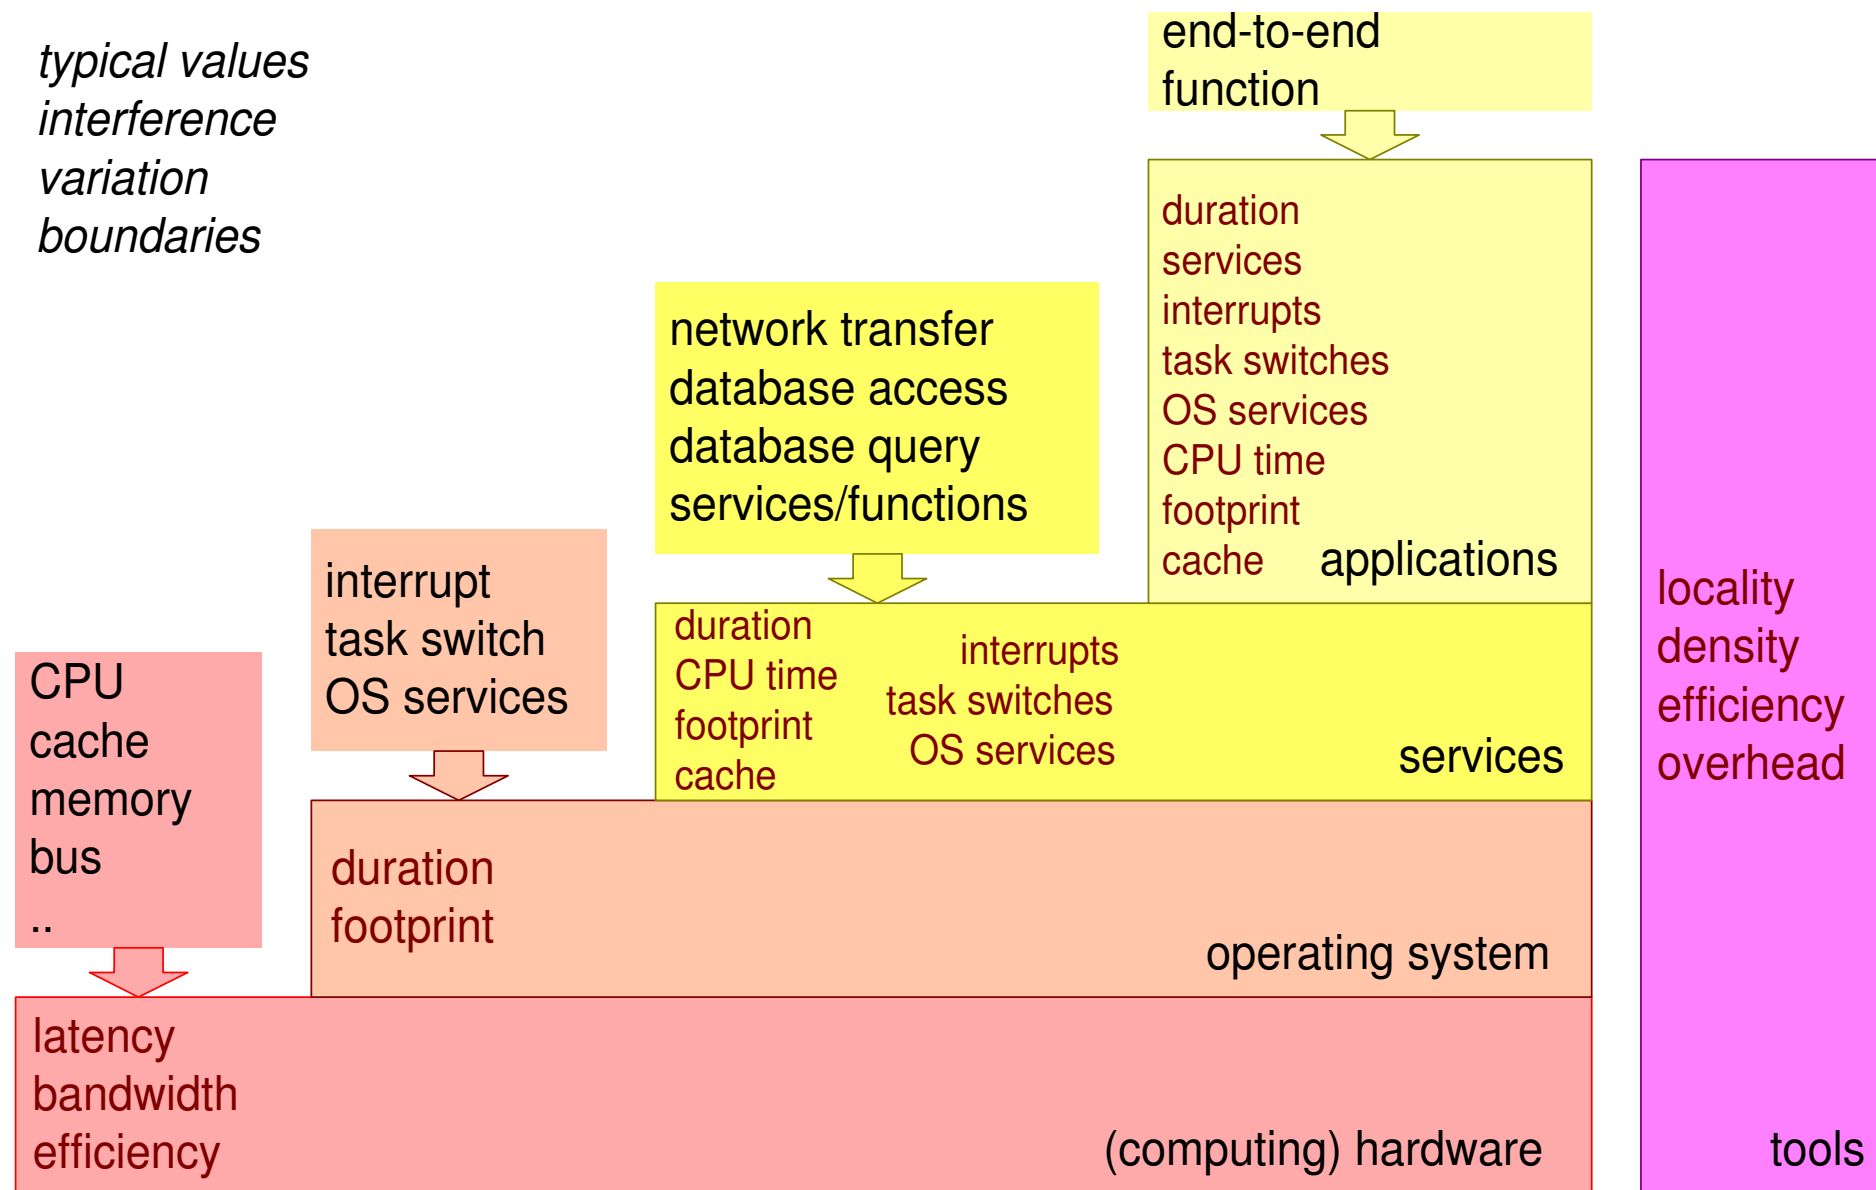 typical values
interference
variation
boundaries
end-to-end
function
duration
services
interrupts
task switches
OS services
CPU time
footprint
cache
applications
network transfer
database access
database query
services/functions
duration
CPU time
footprint
cache
interrupts
task switches
OS services
services
interrupt
task switch
OS services
duration
footprint
operating system
CPU
cache
memory
bus
..
latency
bandwidth
efficiency
(computing) hardware
locality
density
efficiency
overhead
tools